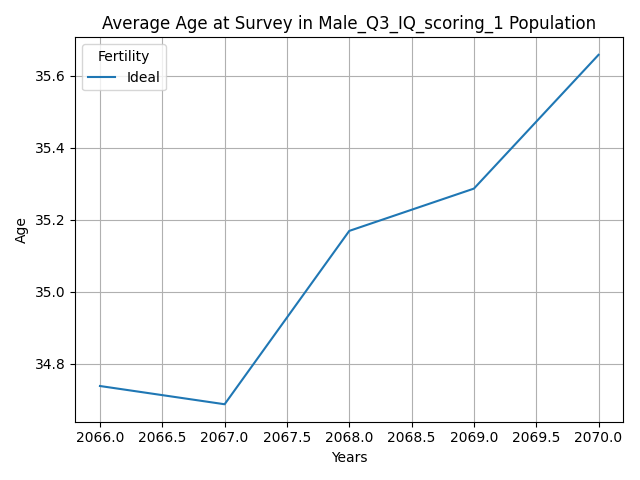 Average Age at Survey in Male_Q3_IQ_scoring_1 Population
Fertility
Ideal
35.6
35.4
35.2
35.0
34.8
Age
2066.0 2066.5 2067.0 2067.5 2068.0 2068.5 2069.0 2069.5 2070.0
Years